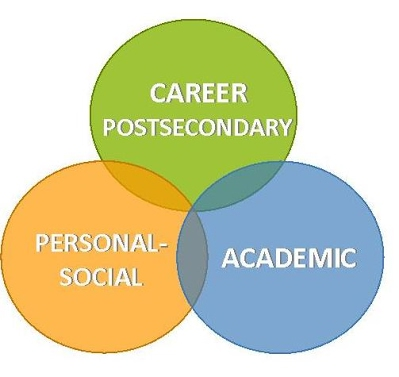 CAREER
POSTSECONDARY
PERSONAL-
SOCIAL
ACADEMIC